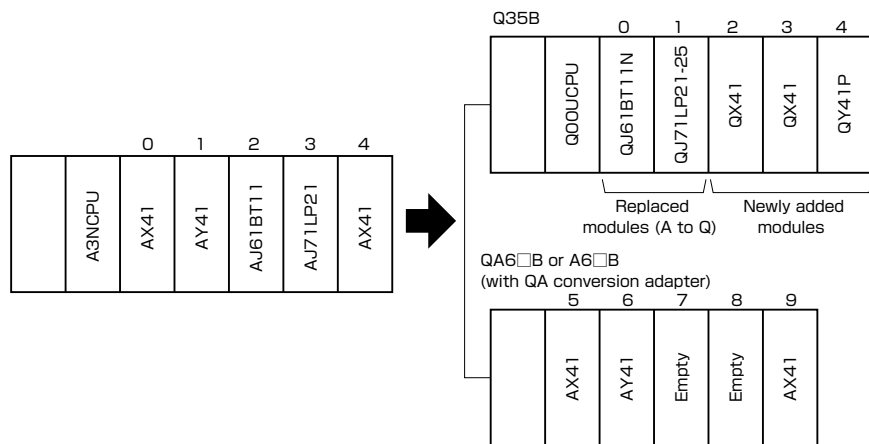 Q35B
0 1 2 3 4
Q00UCPU
QJ61BT11N
QJ71LP21-25
QX41
QX41
QY41P
0 1 2 3 4
A3NCPU
AX41
AY41
AJ61BT11
AJ71LP21
AX41
Replaced
modules (A to Q)
Newly added
modules
QA6□B or A6□B
(with QA conversion adapter)
5 6 7 8 9
AX41
AY41
Empty
Empty
AX41